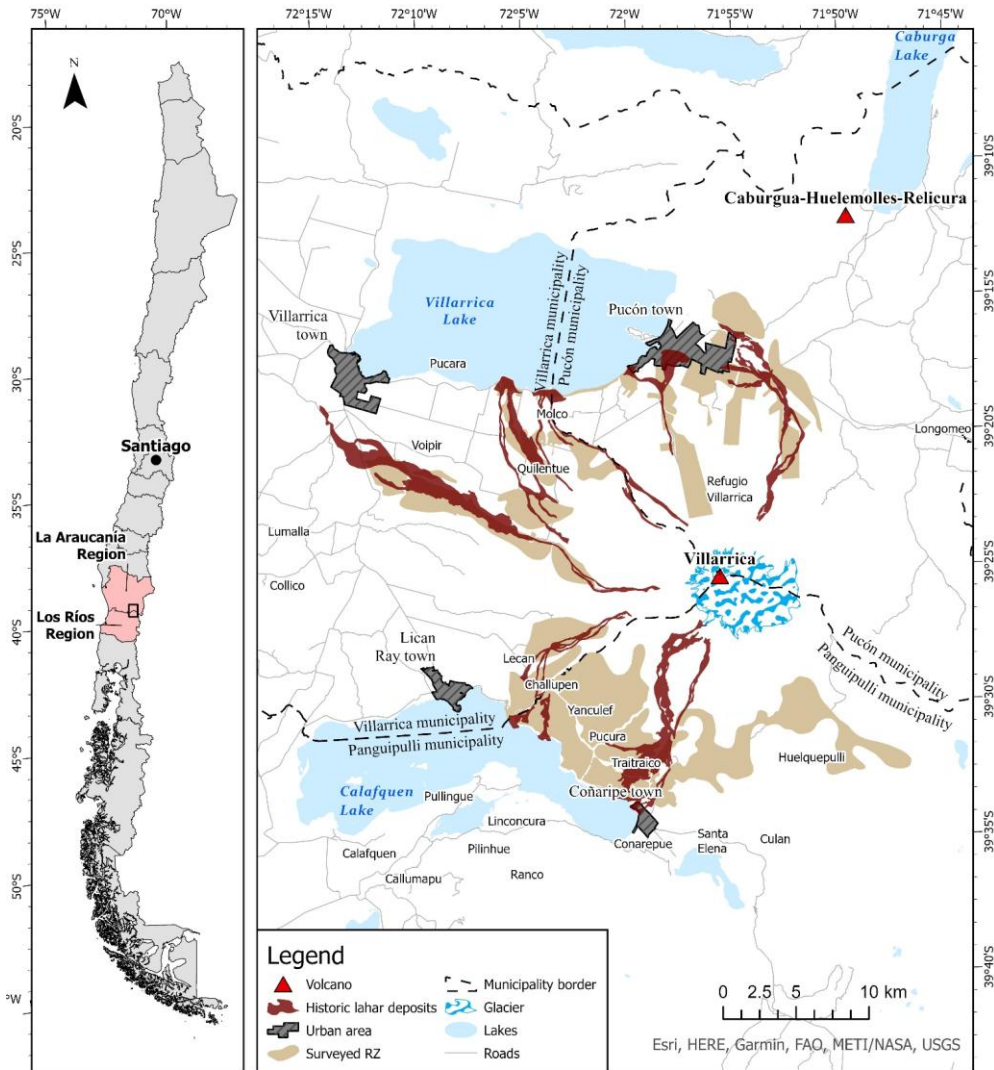 75°W
70°W
N
20°S
25°S
30°S
35°S
40°S
45°S
50°S
°W
Santiago
La Araucania
Region
Los Ríos
Region
72°15'W
72°10'W
72°5'W
72°W
71°55'W
71°50'W
71°45'W
39°10'S
39°15'S
39°20'S
39°25'S
39°30'S
39°35'S
39°40'S
Caburga
Lake
Caburgua-Huelemolles-Relicura
Villarrica
Lake
Villarrica municipality
Pucón municipality
Pucón town
Villarrica
town
Pucara
Molco
Longomeo
Voipir
Quilentue
Refugio
Villarrica
Lumalla
Villarrica
Collico
Lican
Ray town
Lecan
Challupen
Pucón municipality
Panguipulli municipality
Yanculef
Villarrica municipality
Panguipulli municipality
Pucura
Traitraico
Huelquepulli
Calafquen
Lake
Coñaripe town
Pullingue
Linconcura
Santa
Elena
Culan
Calafquen
Pilinhue
Conarepue
Callumapu
Ranco
Legend
Volcano
Historic lahar deposits
Urban area
Surveyed RZ
Municipality border
Glacier
Lakes
Roads
0 2.5 5 10 km
Esri, HERE, Garmin, FAO, METI/NASA, USGS